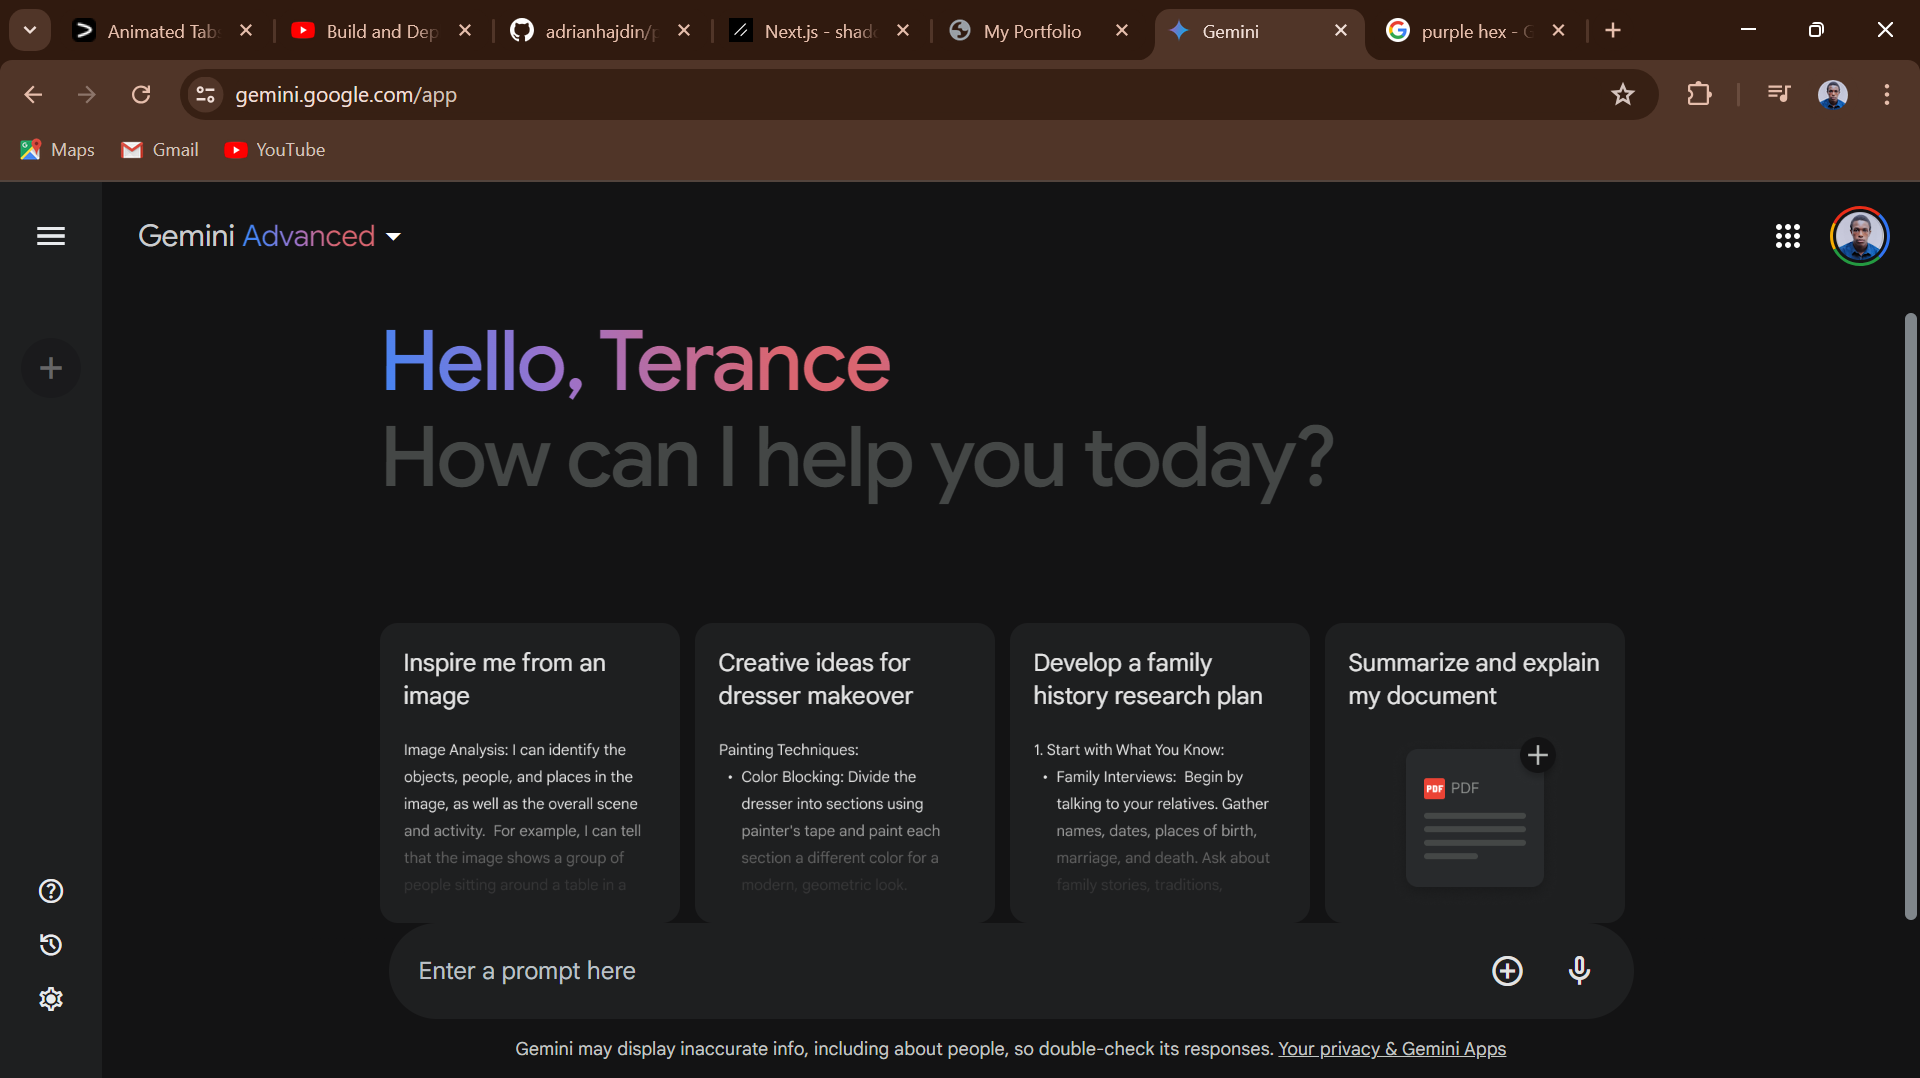 Animated Tab
Build and Dep
adrianhajdin/p
Next.js - shadc
My Portfolio
Gemini
purple hex - G
gemini.google.com/app
Maps
Gmail
YouTube
Gemini Advanced
Hello, Terance
How can I help you today?
Inspire me from an
image
Image Analysis: I can identify the
objects, people, and places in the
image, as well as the overall scene
and activity. For example, I can tell
that the image shows a group of
people sitting around a table in a
Creative ideas for
dresser makeover
Painting Techniques:
• Color Blocking: Divide the
dresser into sections using
painter's tape and paint each
section a different color for a
modern, geometric look.
Develop a family
history research plan
1. Start with What You Know:
• Family Interviews: Begin by
talking to your relatives. Gather
names, dates, places of birth,
marriage, and death. Ask about
family stories, traditions,
Summarize and explain
my document
PDF PDF
Enter a prompt here
Gemini may display inaccurate info, including about people, so double-check its responses. Your privacy & Gemini Apps